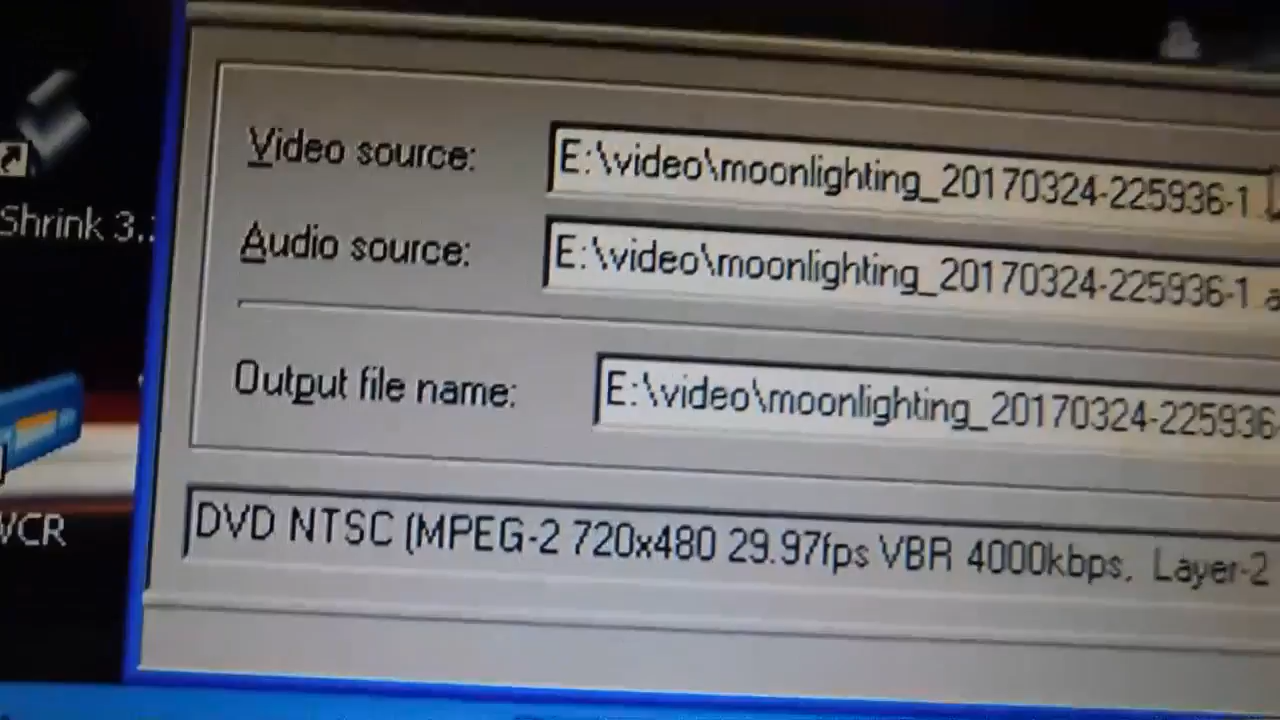 Shrink 3.
VCR
Video source: E:\video\moonlighting_20170324-225936-1.
Audio source: E:\video\moonlighting_20170324-225936-1.a
Output file name: E:\video\moonlighting_20170324-225936
DVD NTSC (MPEG-2 720x480 29.97fps VBR 4000kbps, Layer-2